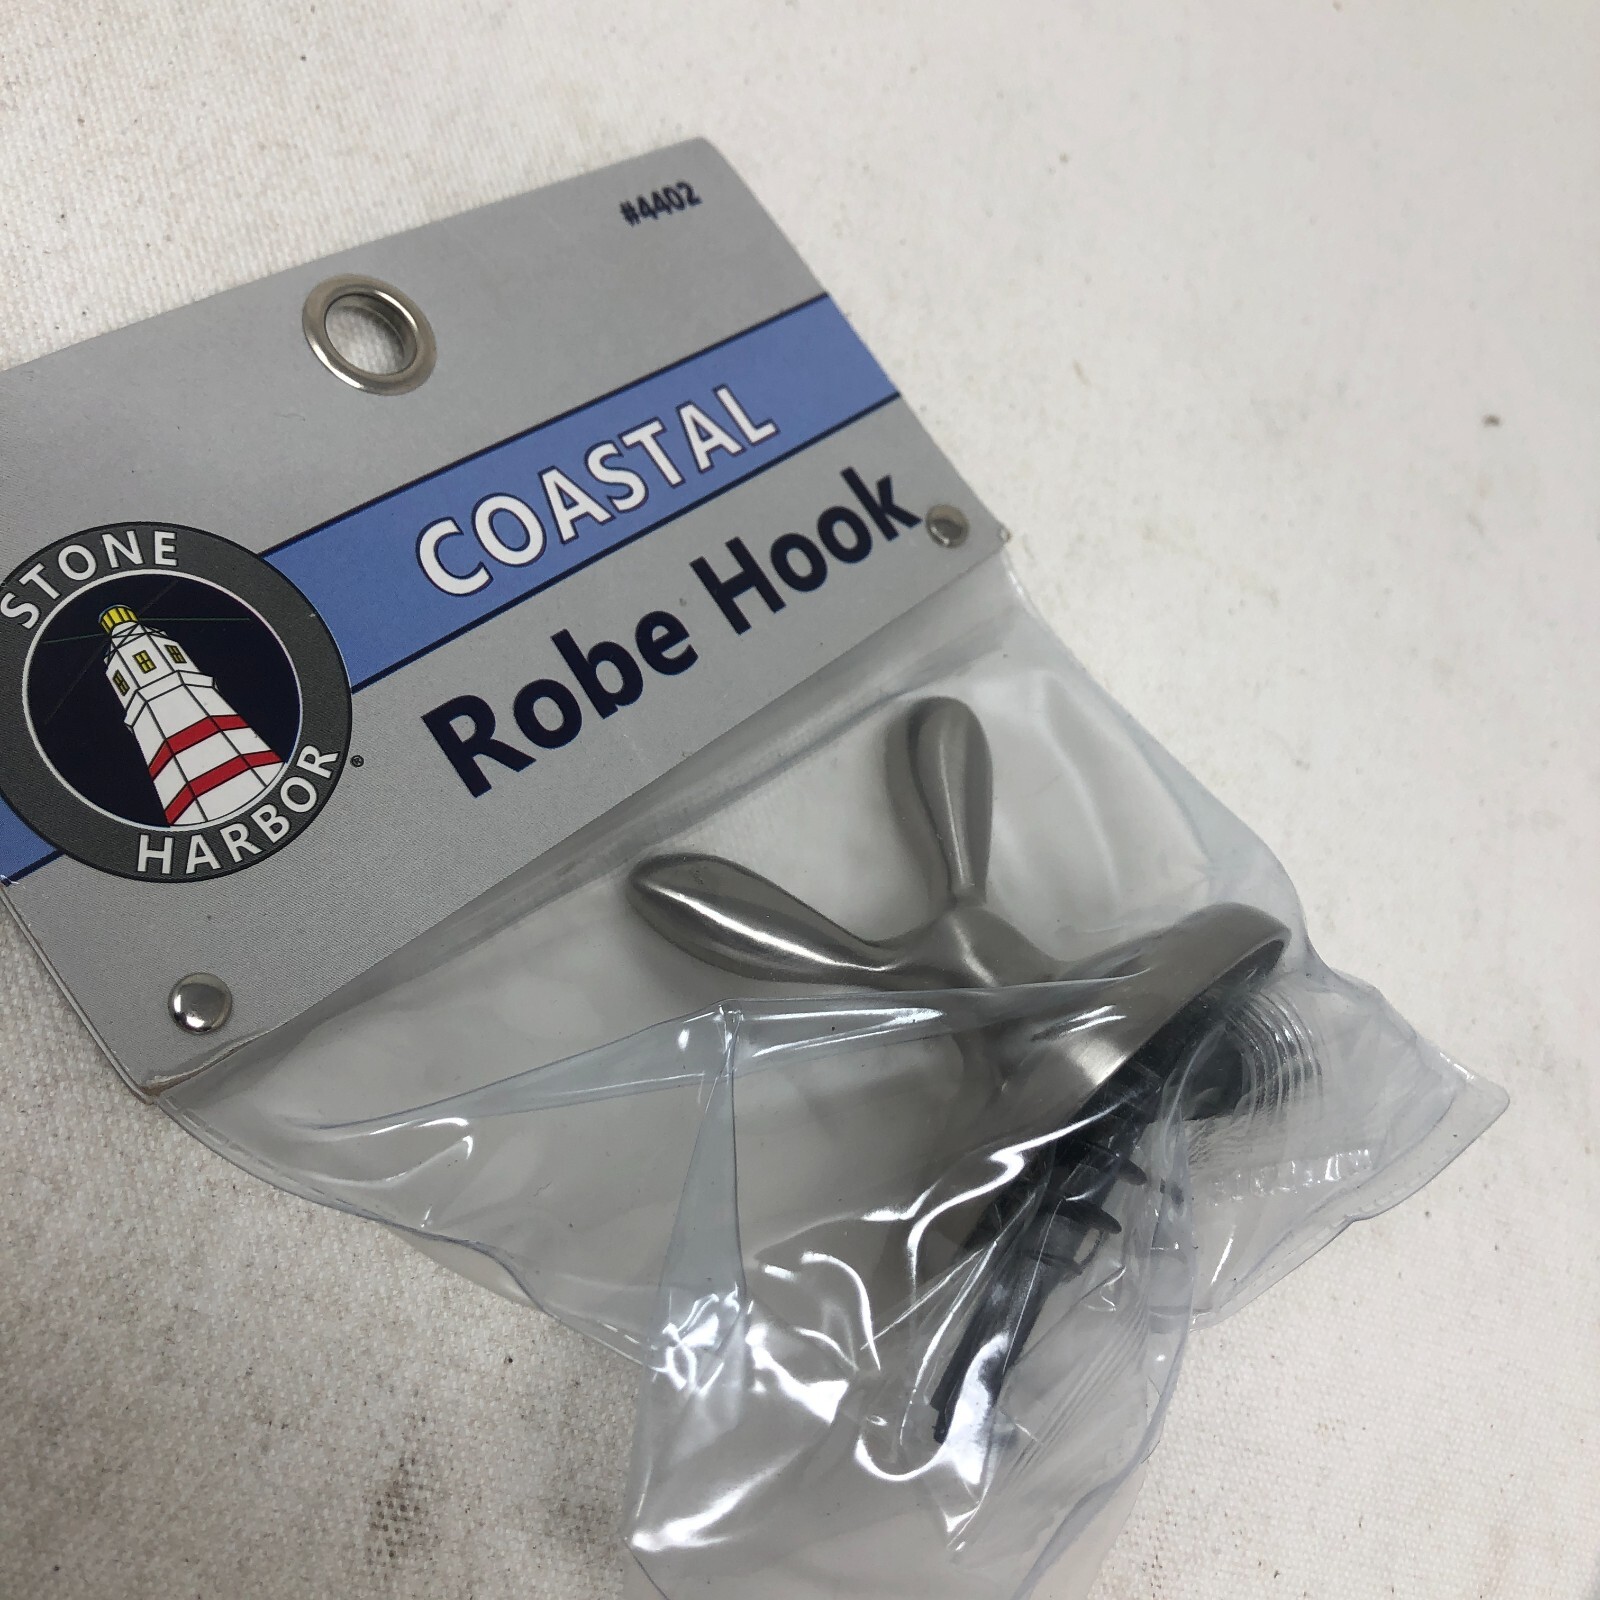 #4402
COASTAL
Robe Hook
STONE
HARBOR®